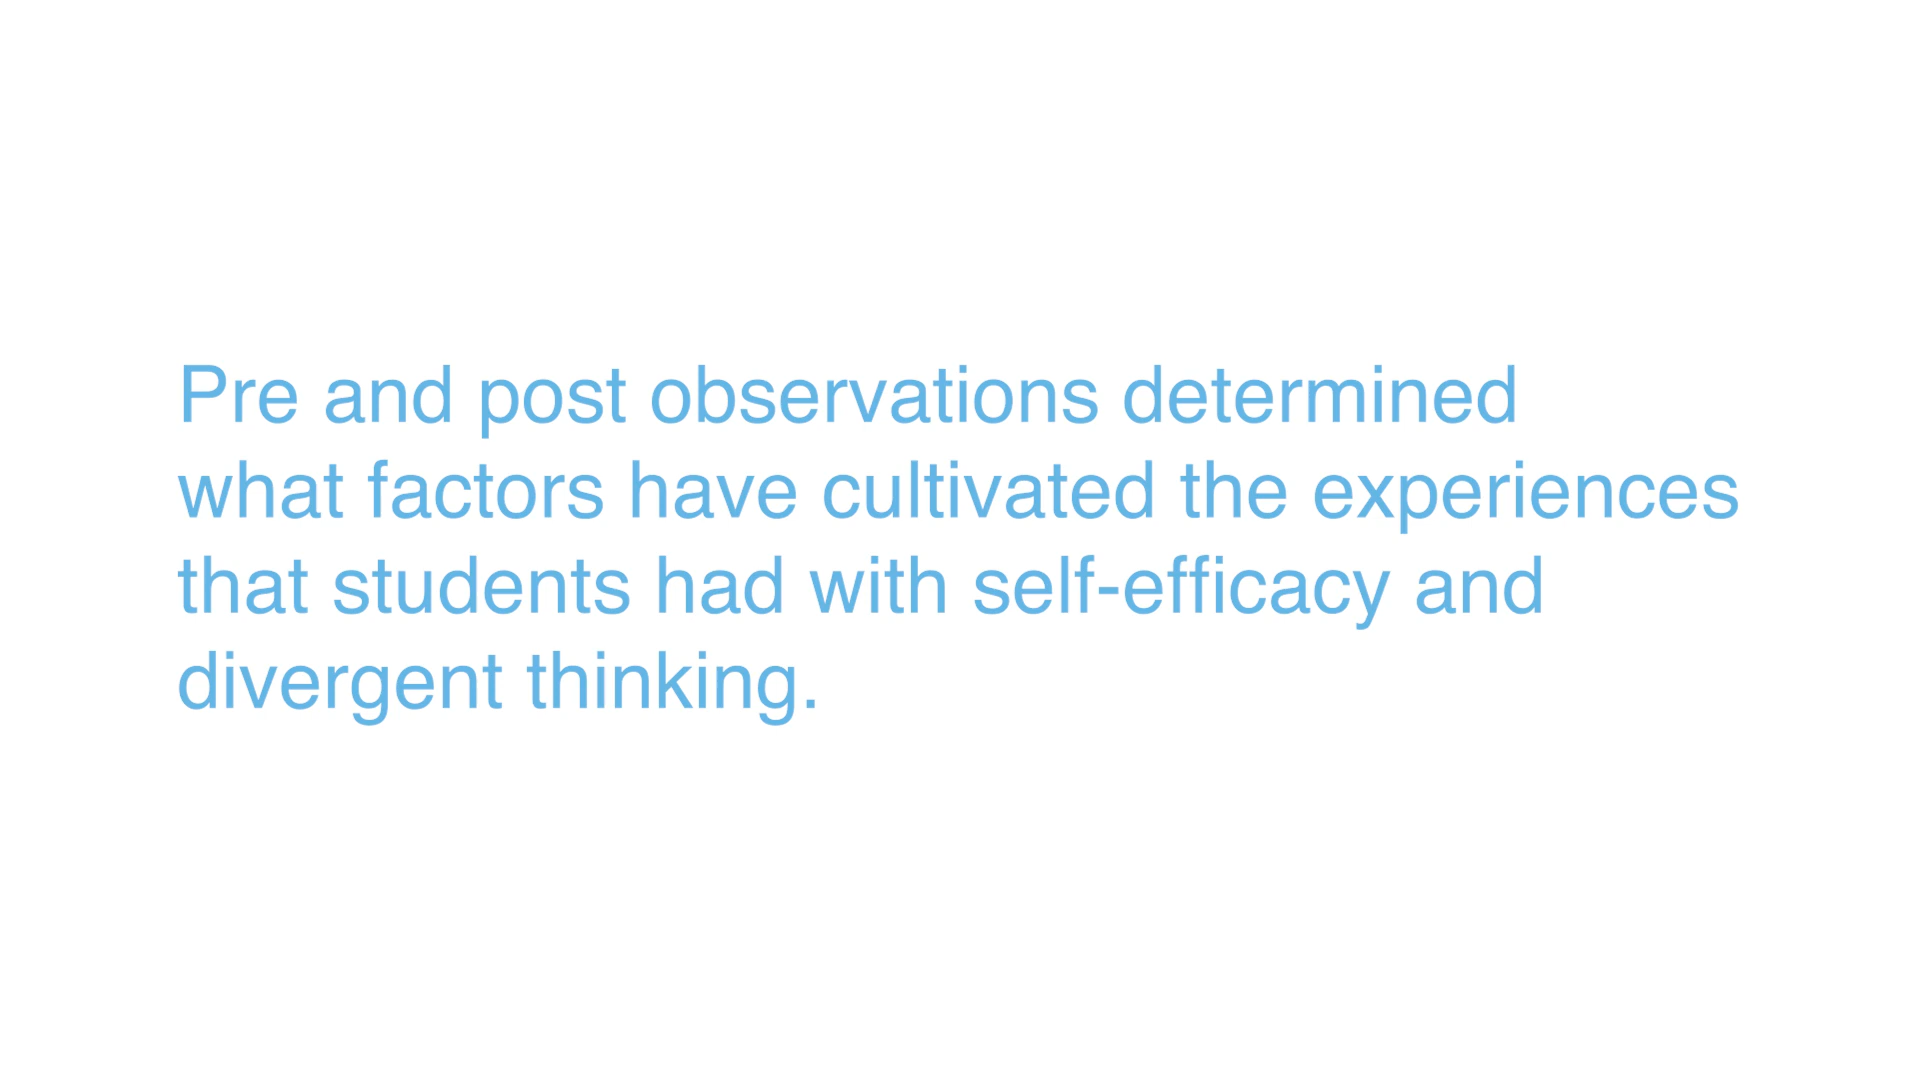 Pre and post observations determined
what factors have cultivated the experiences
that students had with self-efficacy and
divergent thinking.